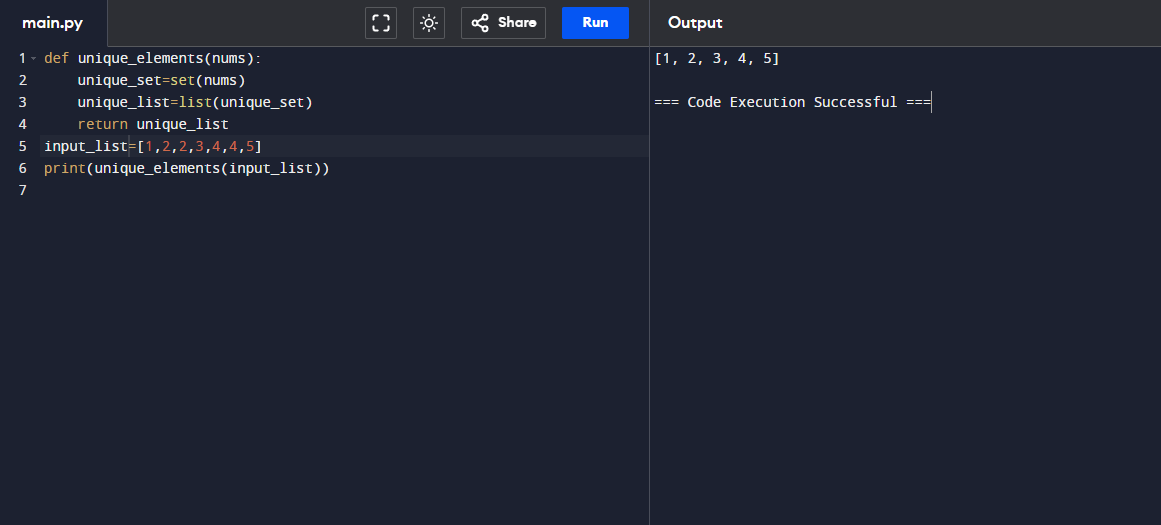 main.py
Share
Run
Output
1 def unique_elements(nums):
2     unique_set=set(nums)
3     unique_list=list(unique_set)
4     return unique_list
5 input_list=[1,2,2,3,4,4,5]
6 print(unique_elements(input_list))
7
[1, 2, 3, 4, 5]
=== Code Execution Successful ===